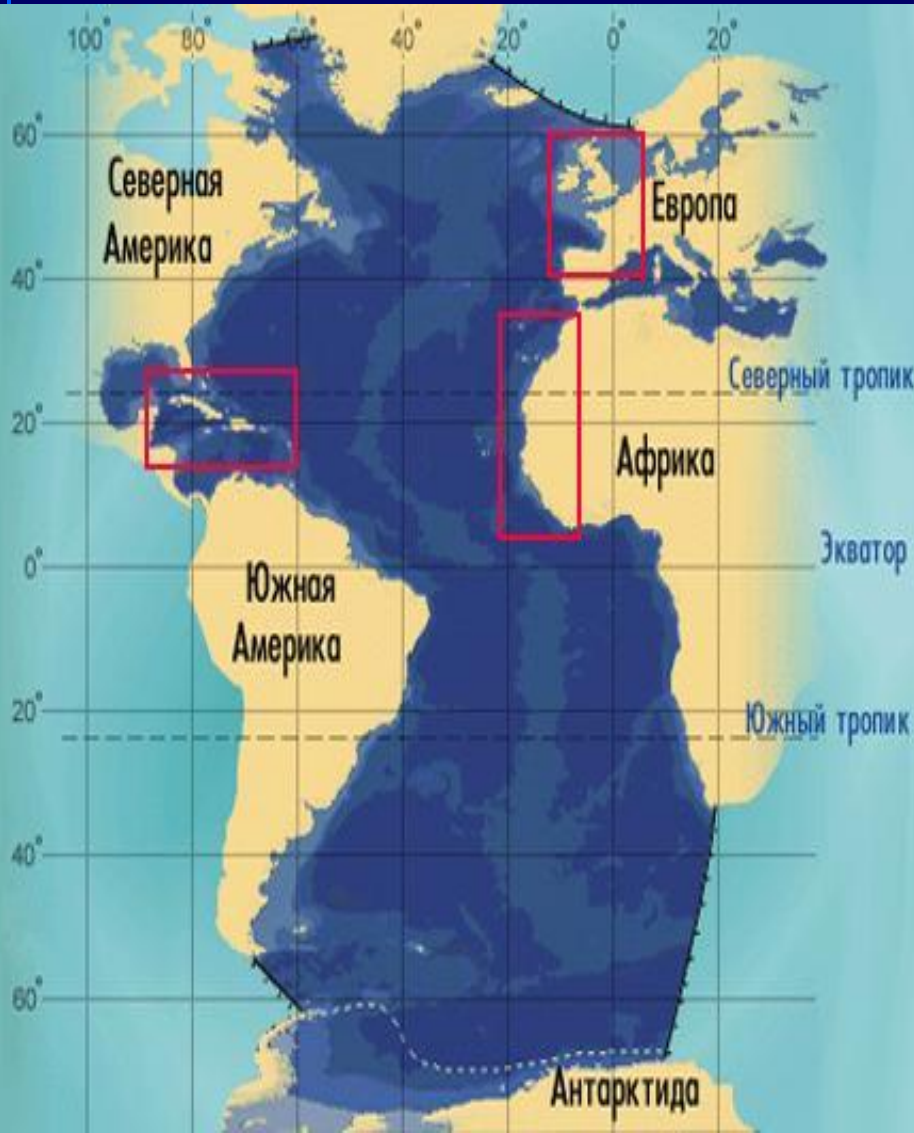 100° 80° 60° 40° 20° 0° 20°
60°
Северная
Америка
Европа
40°
Северный тропик
20°
Африка
Экватор
0°
Южная
Америка
20°
Южный тропик
40°
60°
Антарктида